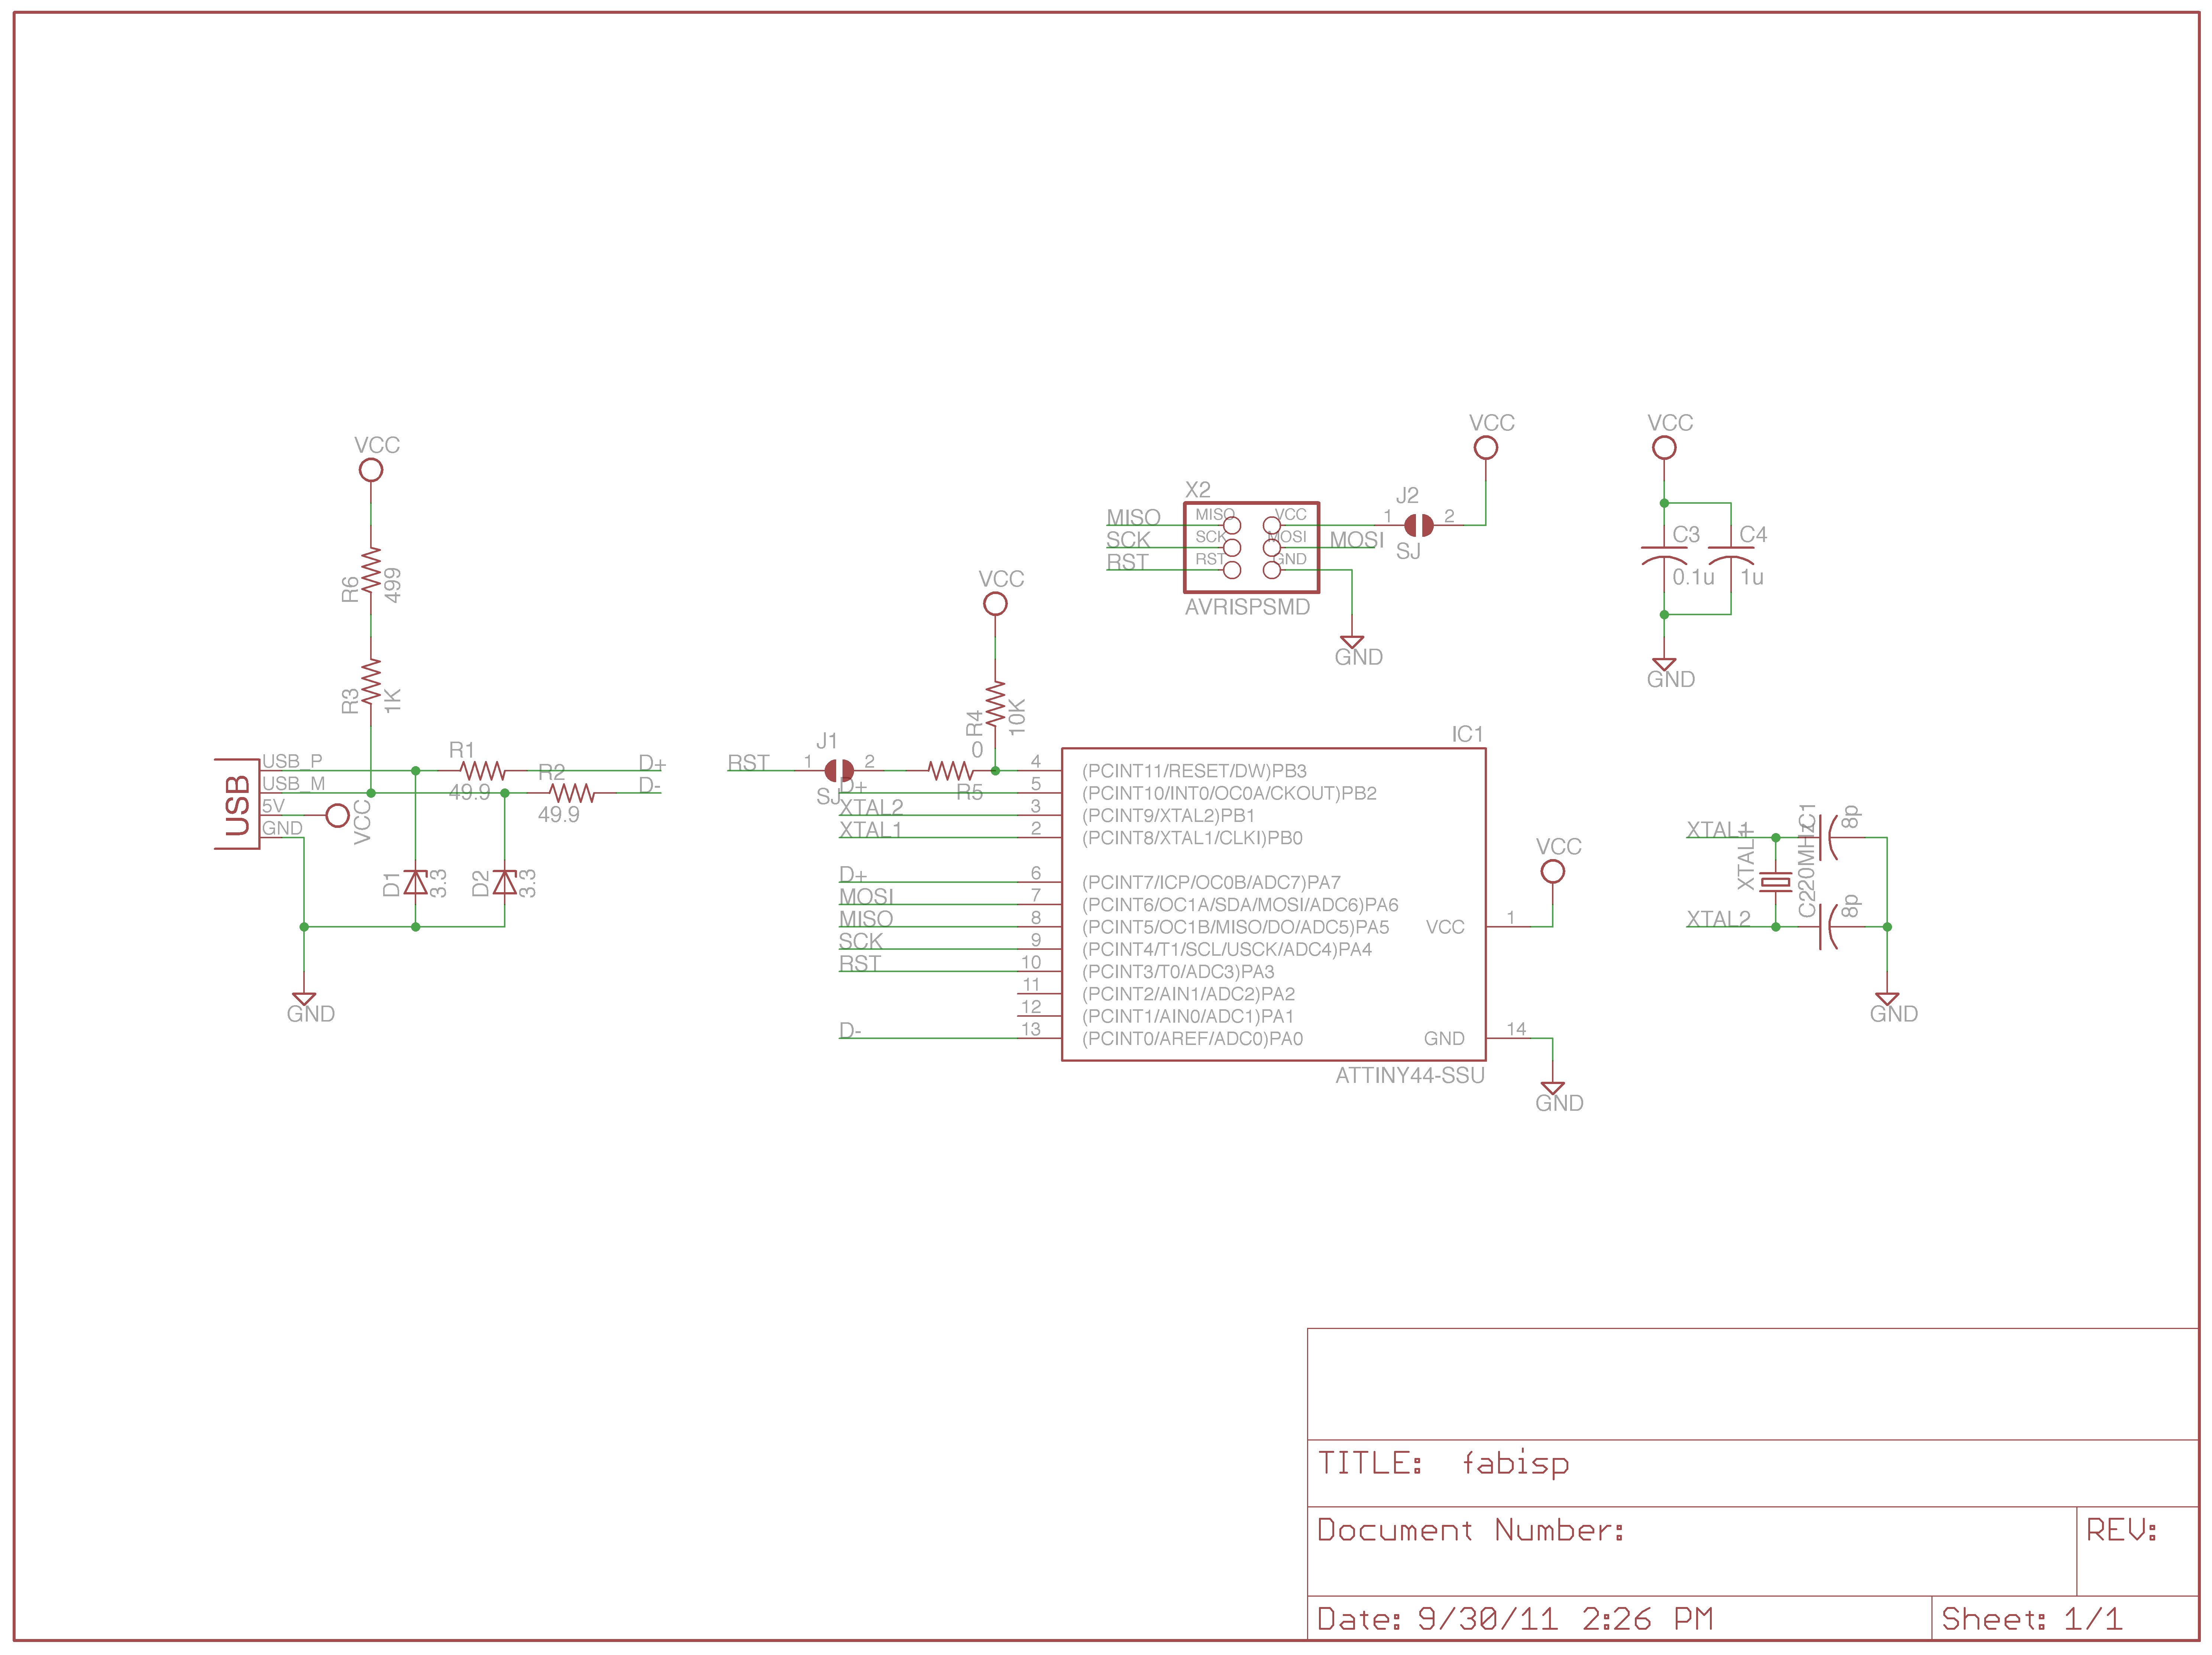 VCC
R6
499
R3
1K
USB
USB_P
USB_M
5V
GND
VCC
R1
49.9
R2
49.9
D+
D-
D1
3.3
D2
3.3
GND
RST
J1
1
2
SJ
R5
0
VCC
R4
10K
X2
MISO
SCK
RST
MISO
SCK
RST
VCC
MOSI
GND
AVRISPSMD
MOSI
J2
1
2
SJ
VCC
GND
VCC
C3
0.1u
C4
1u
GND
IC1
4
(PCINT11/RESET/DW)PB3
D+
5
(PCINT10/INT0/OC0A/CKOUT)PB2
XTAL2
3
(PCINT9/XTAL2)PB1
XTAL1
2
(PCINT8/XTAL1/CLKI)PB0
D+
6
(PCINT7/ICP/OC0B/ADC7)PA7
MOSI
7
(PCINT6/OC1A/SDA/MOSI/ADC6)PA6
MISO
8
(PCINT5/OC1B/MISO/DO/ADC5)PA5
SCK
9
(PCINT4/T1/SCL/USCK/ADC4)PA4
RST
10
(PCINT3/T0/ADC3)PA3
11
(PCINT2/AIN1/ADC2)PA2
12
(PCINT1/AIN0/ADC1)PA1
D-
13
(PCINT0/AREF/ADC0)PA0
VCC
1
VCC
GND
14
GND
ATTINY44-SSU
XTAL1
XTAL2
XTAL1
20MHz
C1
8p
C2
8p
GND
TITLE: fabisp
Document Number:
REV:
Date: 9/30/11 2:26 PM
Sheet: 1/1